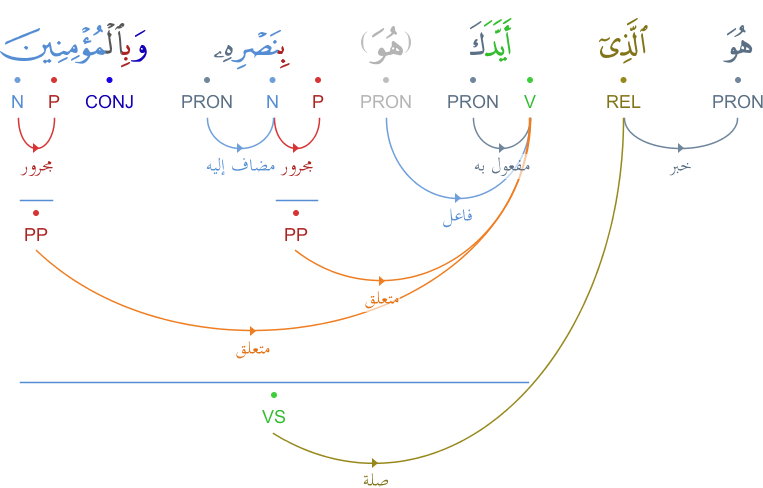 هُوَ ٱلَّذِىٓ أَيَّدَكَ (هُوَ) بِنَصْرِهِۦ وَبِٱلْمُؤْمِنِينَ
PRON REL V PRON PRON P N PRON CONJ P N
خبر مفعول به مجرور مضاف إليه مجرور
فاعل
PP PP
متعلق
متعلق
VS
صلة